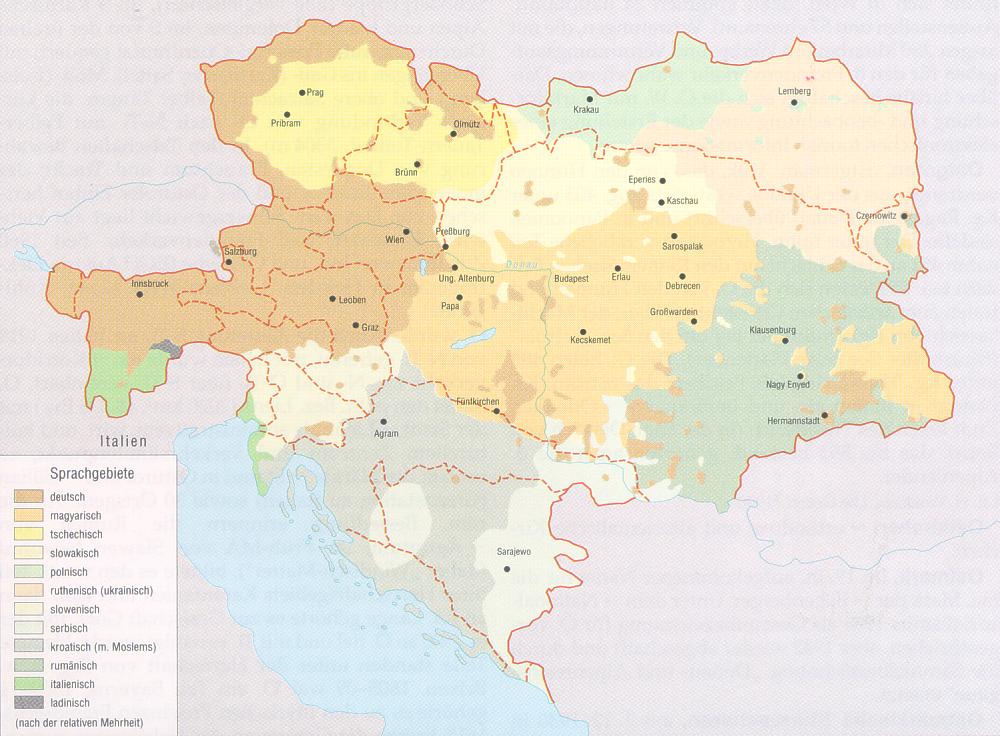 Prag
Pribram
Olmütz
Brünn
Krakau
Lemberg
Eperies
Kaschau
Czernowitz
Salzburg
Wien
Preßburg
Donau
Sarospalak
Ung. Altenburg
Budapest
Erlau
Debrecen
Innsbruck
Leoben
Papa
Graz
Großwardein
Kecskemet
Klausenburg
Nagy Enyed
Fünfkirchen
Agram
Hermannstadt
Italien
Sarajewo
Sprachgebiete
deutsch
magyarisch
tschechisch
slowakisch
polnisch
ruthenisch (ukrainisch)
slowenisch
serbisch
kroatisch (m. Moslems)
rumänisch
italienisch
ladinisch
(nach der relativen Mehrheit)